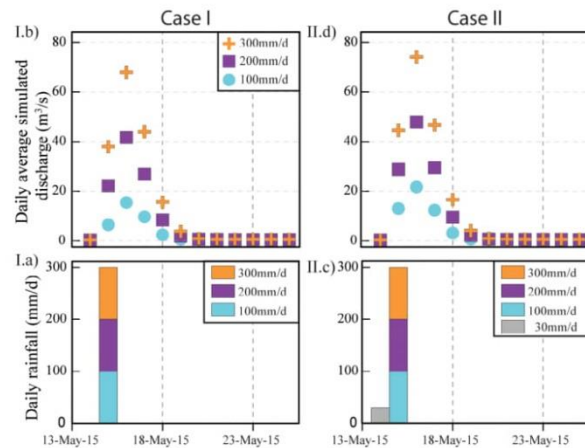 Case I
Case II
I.b)
II.d)
Daily average simulated
discharge (m³/s)
80
60
40
20
0
300mm/d
200mm/d
100mm/d
80
60
40
20
0
300mm/d
200mm/d
100mm/d
I.a)
II.c)
Daily rainfall (mm/d)
300
200
100
0
300mm/d
200mm/d
100mm/d
300
200
100
0
300mm/d
200mm/d
100mm/d
30mm/d
13-May-15
18-May-15
23-May-15
13-May-15
18-May-15
23-May-15